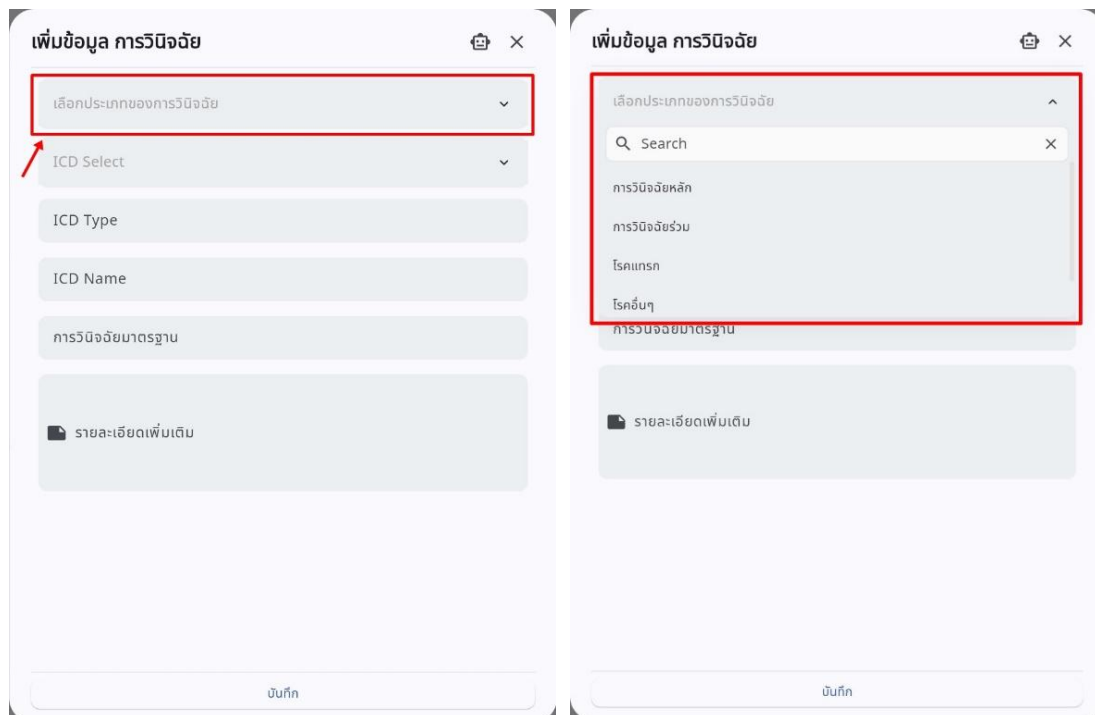 เพิ่มข้อมูล การวินิจฉัย
เลือกประเภทของการวินิจฉัย
ICD Select
ICD Type
ICD Name
การวินิจฉัยมาตรฐาน
รายละเอียดเพิ่มเติม
บันทึก
เพิ่มข้อมูล การวินิจฉัย
เลือกประเภทของการวินิจฉัย
Search
การวินิจฉัยหลัก
การวินิจฉัยร่วม
โรคแทรก
โรคอื่นๆ
การวินิจฉัยมาตรฐาน
รายละเอียดเพิ่มเติม
บันทึก